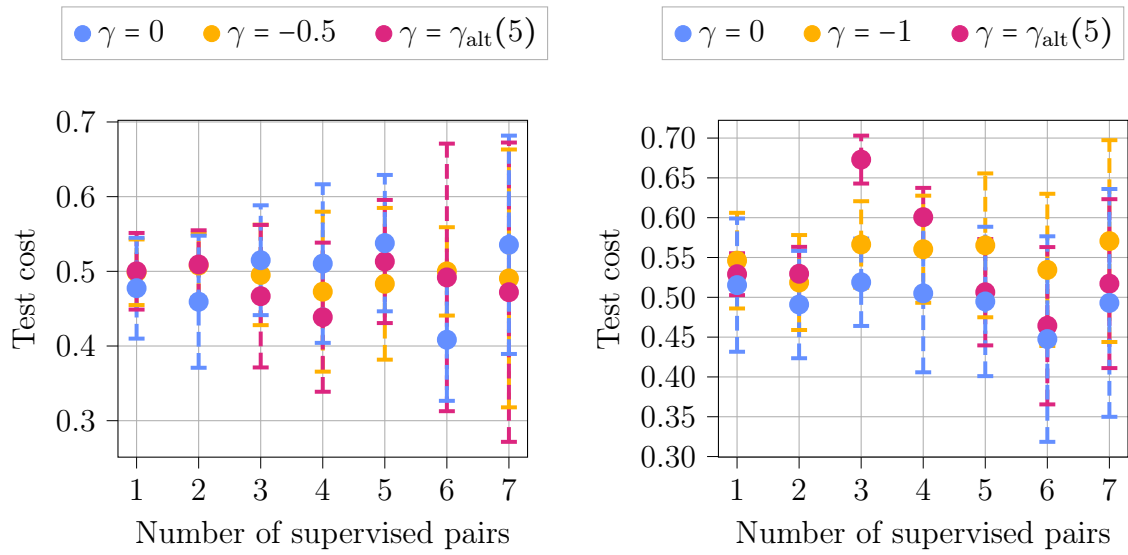 γ = 0 γ = −0.5 γ = γalt(5)
Test cost
0.7
0.6
0.5
0.4
0.3
1 2 3 4 5 6 7
Number of supervised pairs
γ = 0 γ = −1 γ = γalt(5)
Test cost
0.70
0.65
0.60
0.55
0.50
0.45
0.40
0.35
0.30
1 2 3 4 5 6 7
Number of supervised pairs